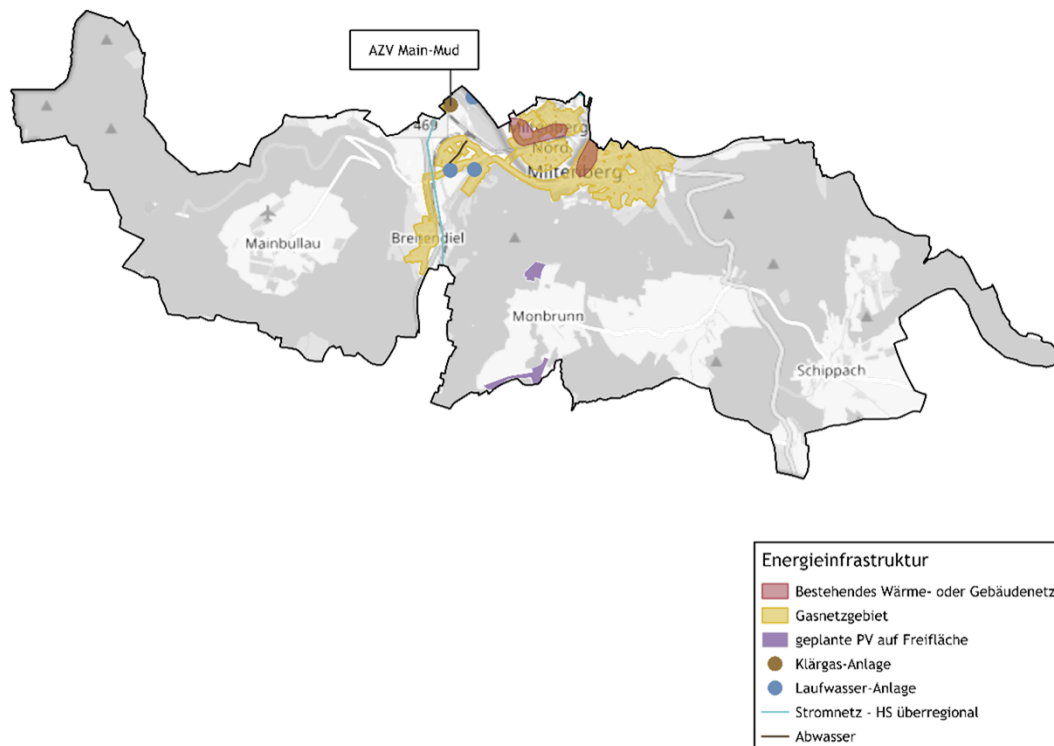 AZV Main-Mud
469
Miltenberg
Nord
Miltenberg
Mainbullau
Breitendiel
Monbrunn
Schippach
Energieinfrastruktur
Bestehendes Wärme- oder Gebäudenetz
Gasnetzgebiet
geplante PV auf Freifläche
Klärgas-Anlage
Laufwasser-Anlage
Stromnetz - HS überregional
Abwasser